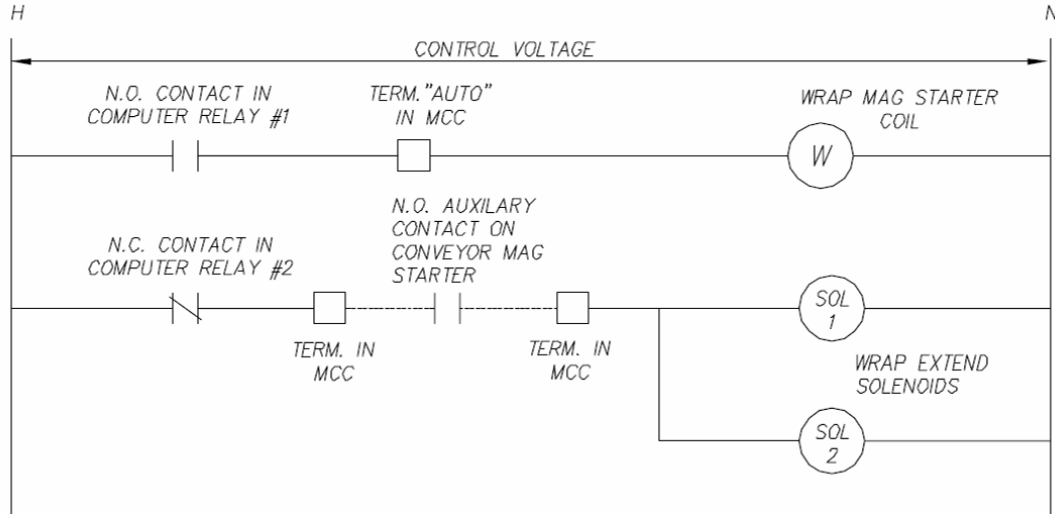 H
N
CONTROL VOLTAGE
N.O. CONTACT IN
COMPUTER RELAY #1
TERM."AUTO"
IN MCC
WRAP MAG STARTER
COIL
W
N.C. CONTACT IN
COMPUTER RELAY #2
N.O. AUXILARY
CONTACT ON
CONVEYOR MAG
STARTER
TERM. IN
MCC
TERM. IN
MCC
SOL
1
WRAP EXTEND
SOLENOIDS
SOL
2